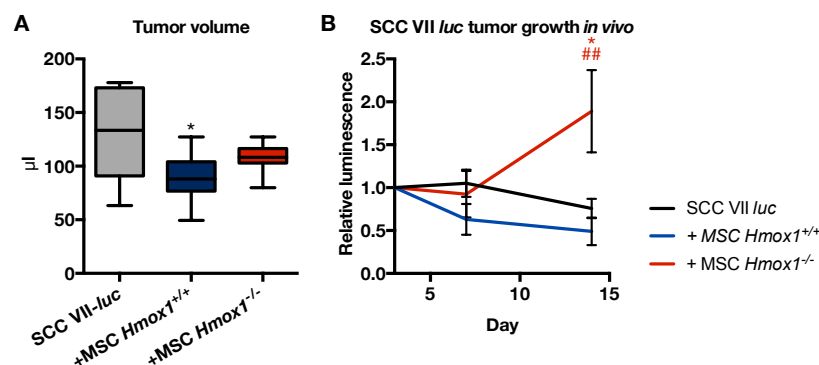 A
Tumor volume
µl
200
150
100
50
0
*
SCC VII-luc
+MSC Hmox1+/+
+MSC Hmox1-/-
B
SCC VII luc tumor growth in vivo
Relative luminescence
2.5
2.0
1.5
1.0
0.5
0.0
*
##
5
10
15
Day
SCC VII luc
+ MSC Hmox1+/+
+ MSC Hmox1-/-